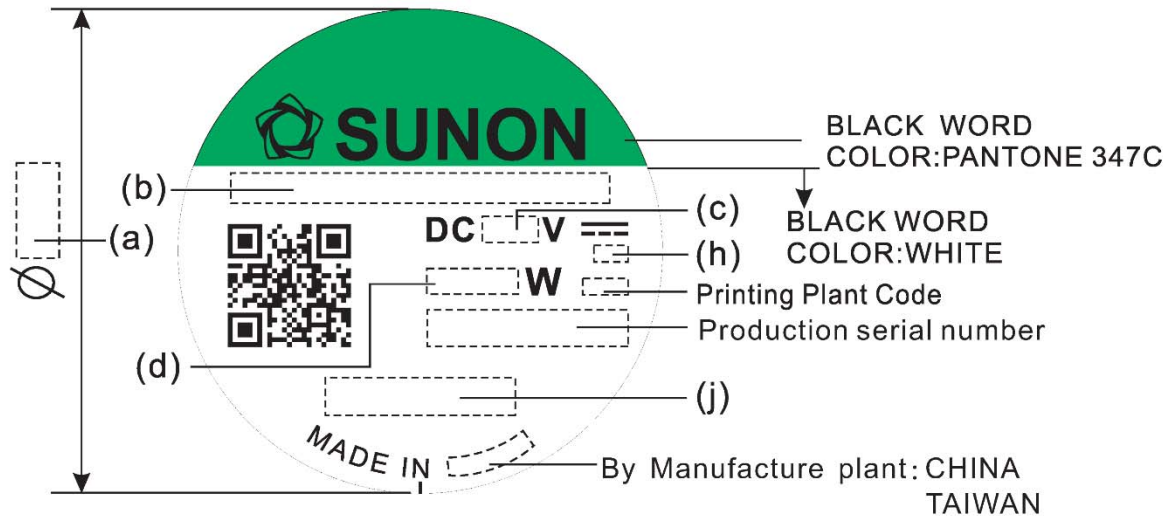 SUNON
BLACK WORD
COLOR:PANTONE 347C
(b)
(c)
DC V
(a)
BLACK WORD
COLOR:WHITE
(h)
Ø
W
Printing Plant Code
Production serial number
(d)
(j)
MADE IN
By Manufacture plant: CHINA
TAIWAN